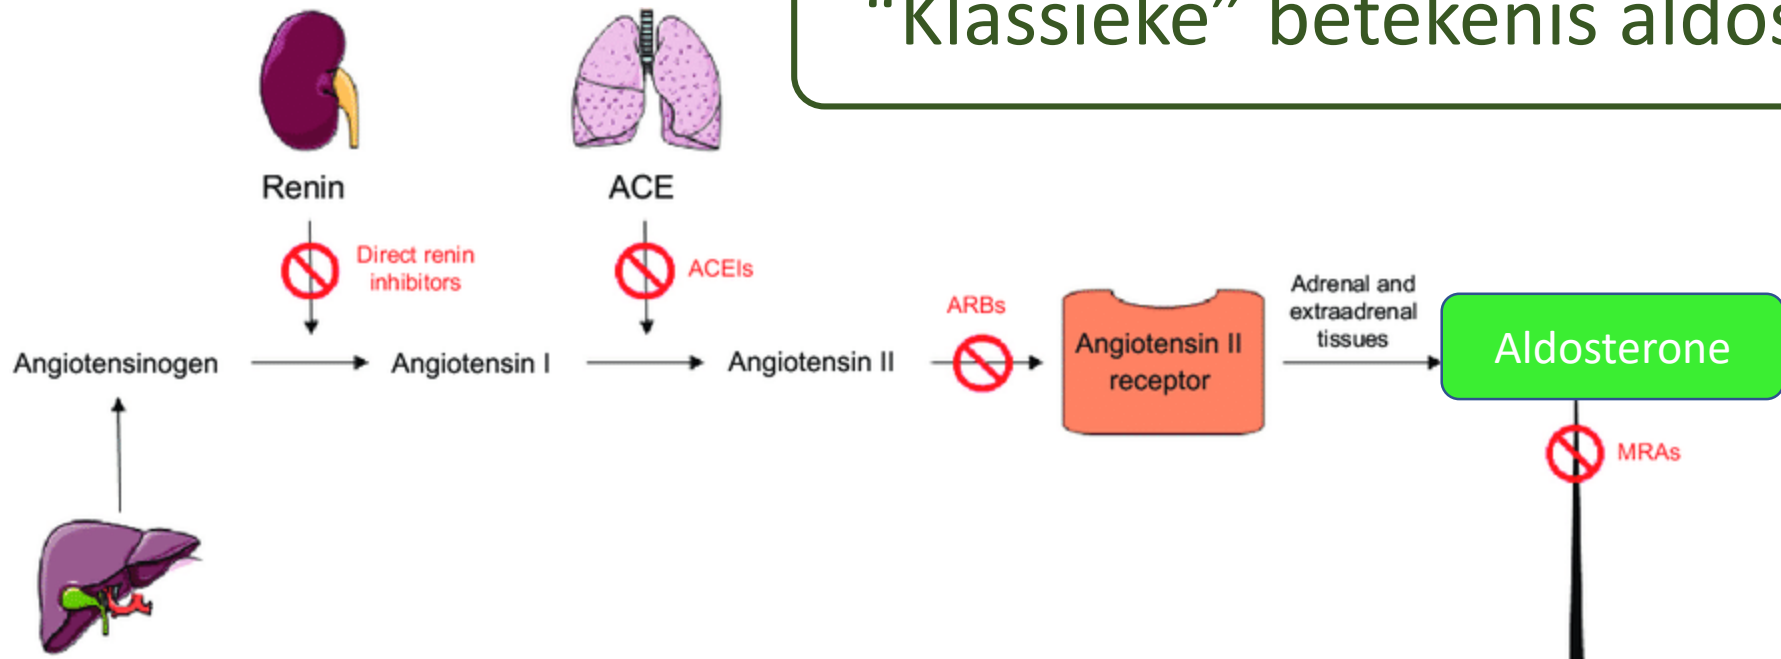 “Klassieke” betekenis
Renin
ACE
Direct renin
inhibitors
ACEIs
Adrenal and
extraadrenal
tissues
ARBs
Angiotensinogen
Angiotensin I
Angiotensin II
Angiotensin II
receptor
Aldosterone
MRAs